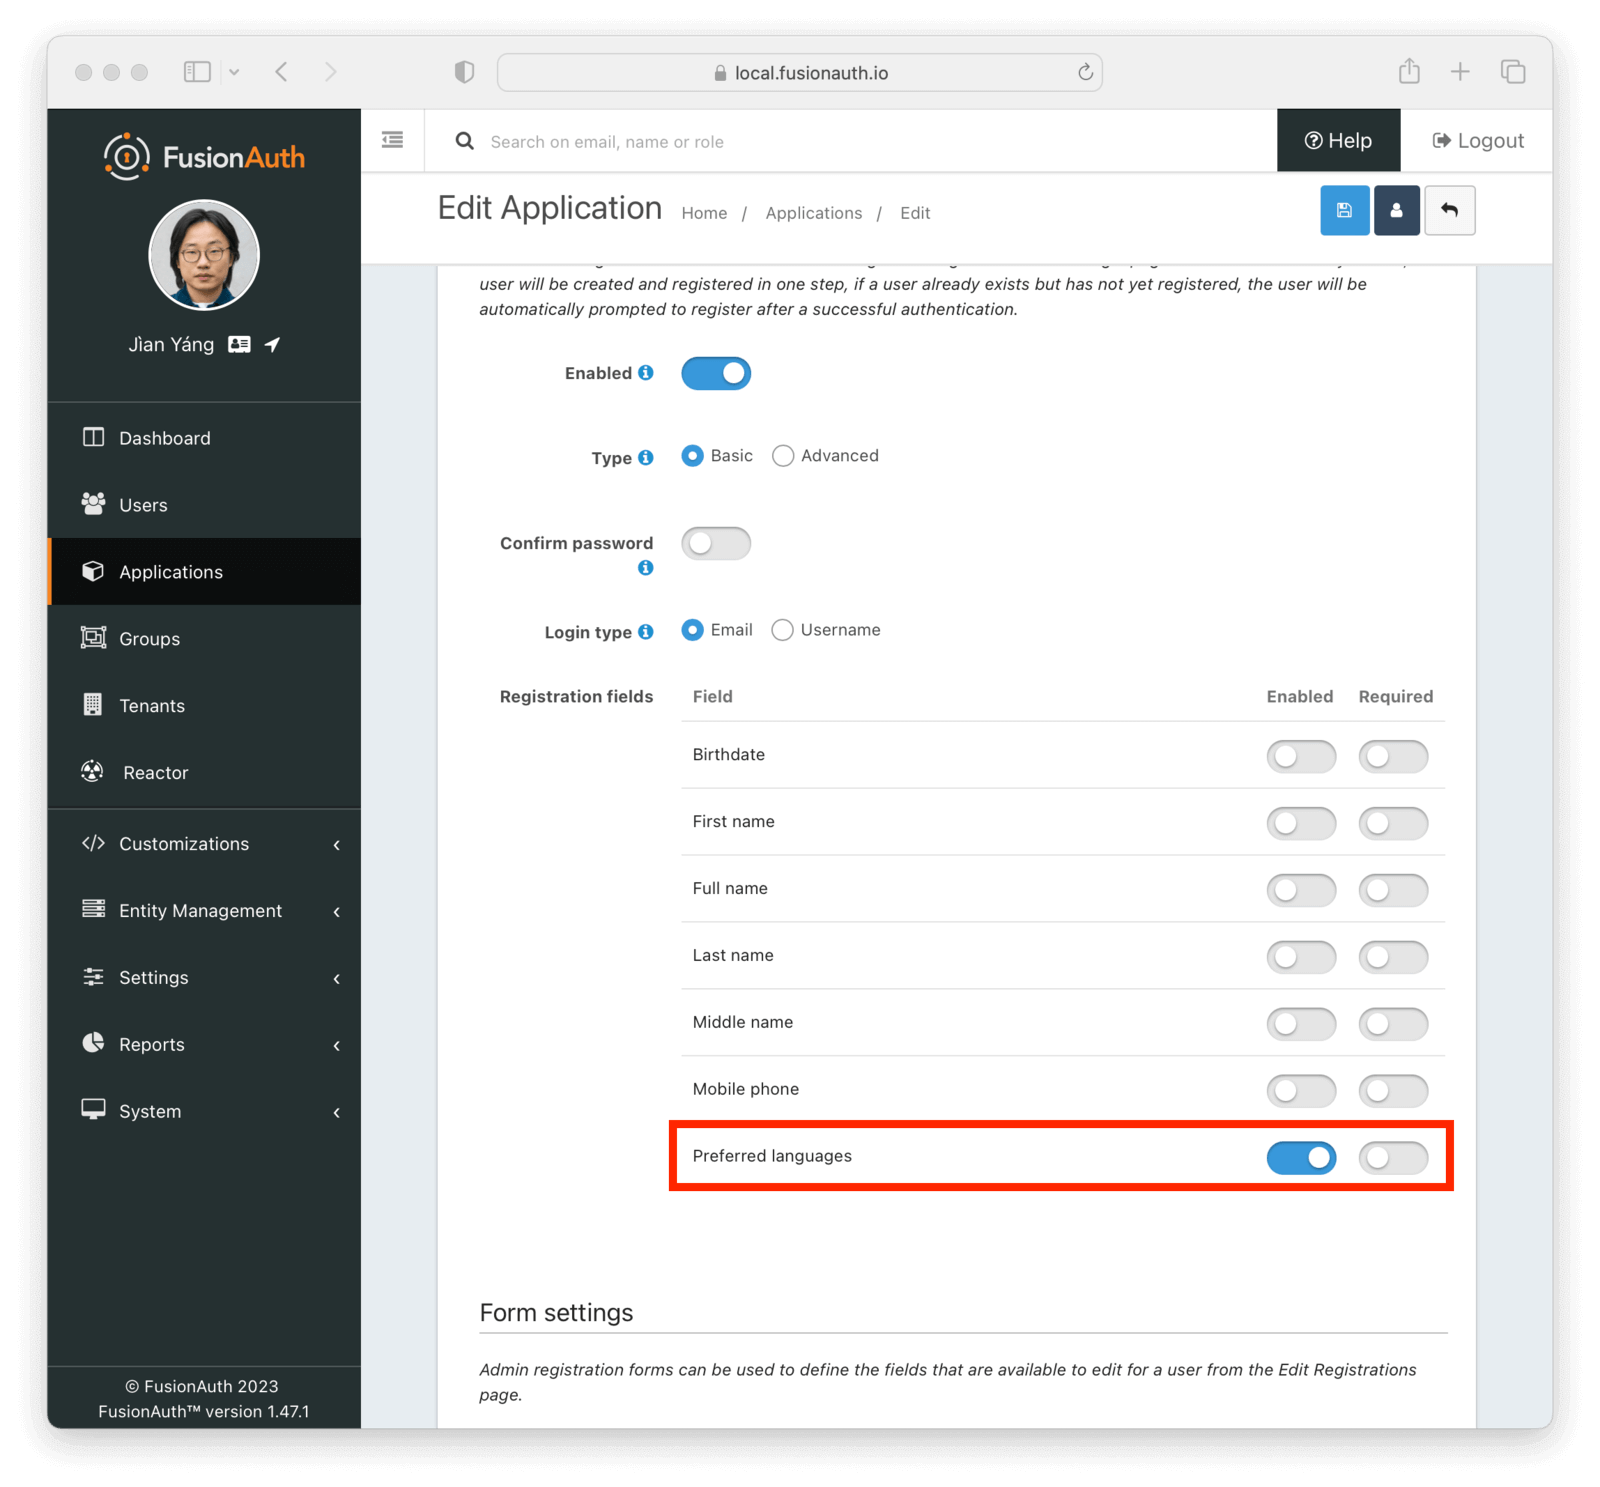 local.fusionauth.io
FusionAuth
Search on email, name or role
Help
Logout
Edit Application
Home / Applications / Edit
Jìan Yáng
user will be created and registered in one step, if a user already exists but has not yet registered, the user will be
automatically prompted to register after a successful authentication.
Enabled
Type
Basic
Advanced
Confirm password
Login type
Email
Username
Registration fields
Field
Enabled
Required
Birthdate
First name
Full name
Last name
Middle name
Mobile phone
Preferred languages
Form settings
Admin registration forms can be used to define the fields that are available to edit for a user from the Edit Registrations
page.
Dashboard
Users
Applications
Groups
Tenants
Reactor
Customizations
Entity Management
Settings
Reports
System
© FusionAuth 2023
FusionAuth™ version 1.47.1